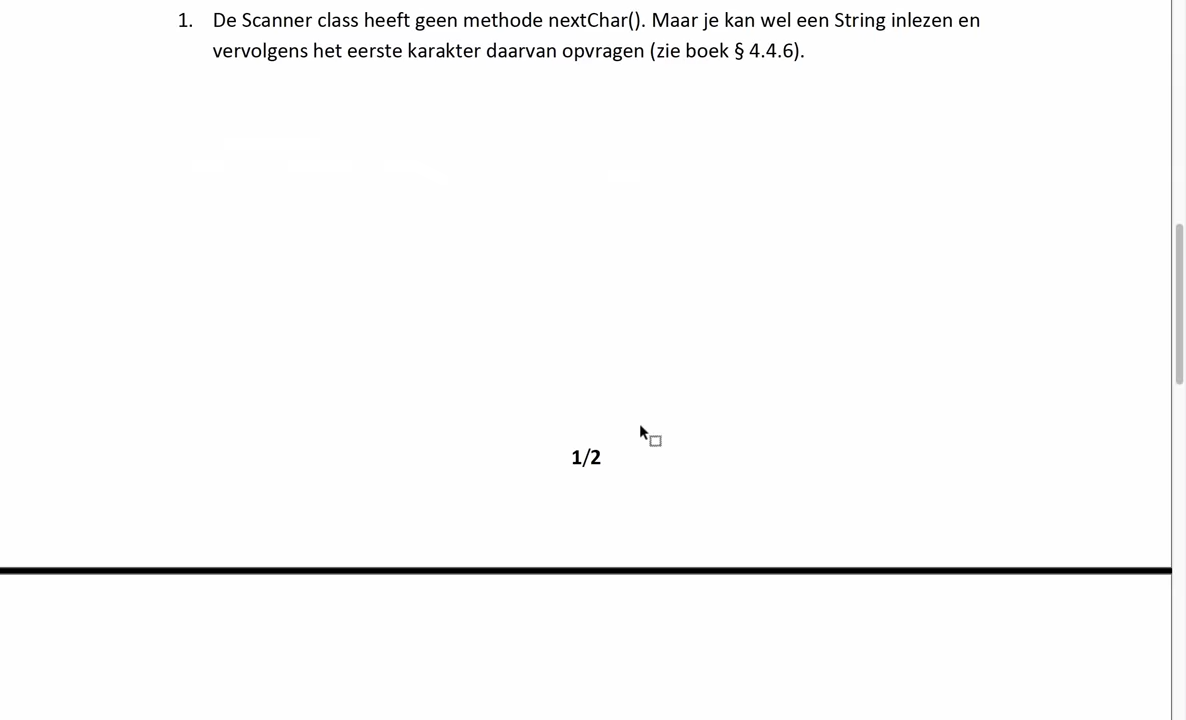 1. De Scanner class heeft geen methode nextChar(). Maar je kan wel een String inlezen en
vervolgens het eerste karakter daarvan opvragen (zie boek § 4.4.6).
1/2